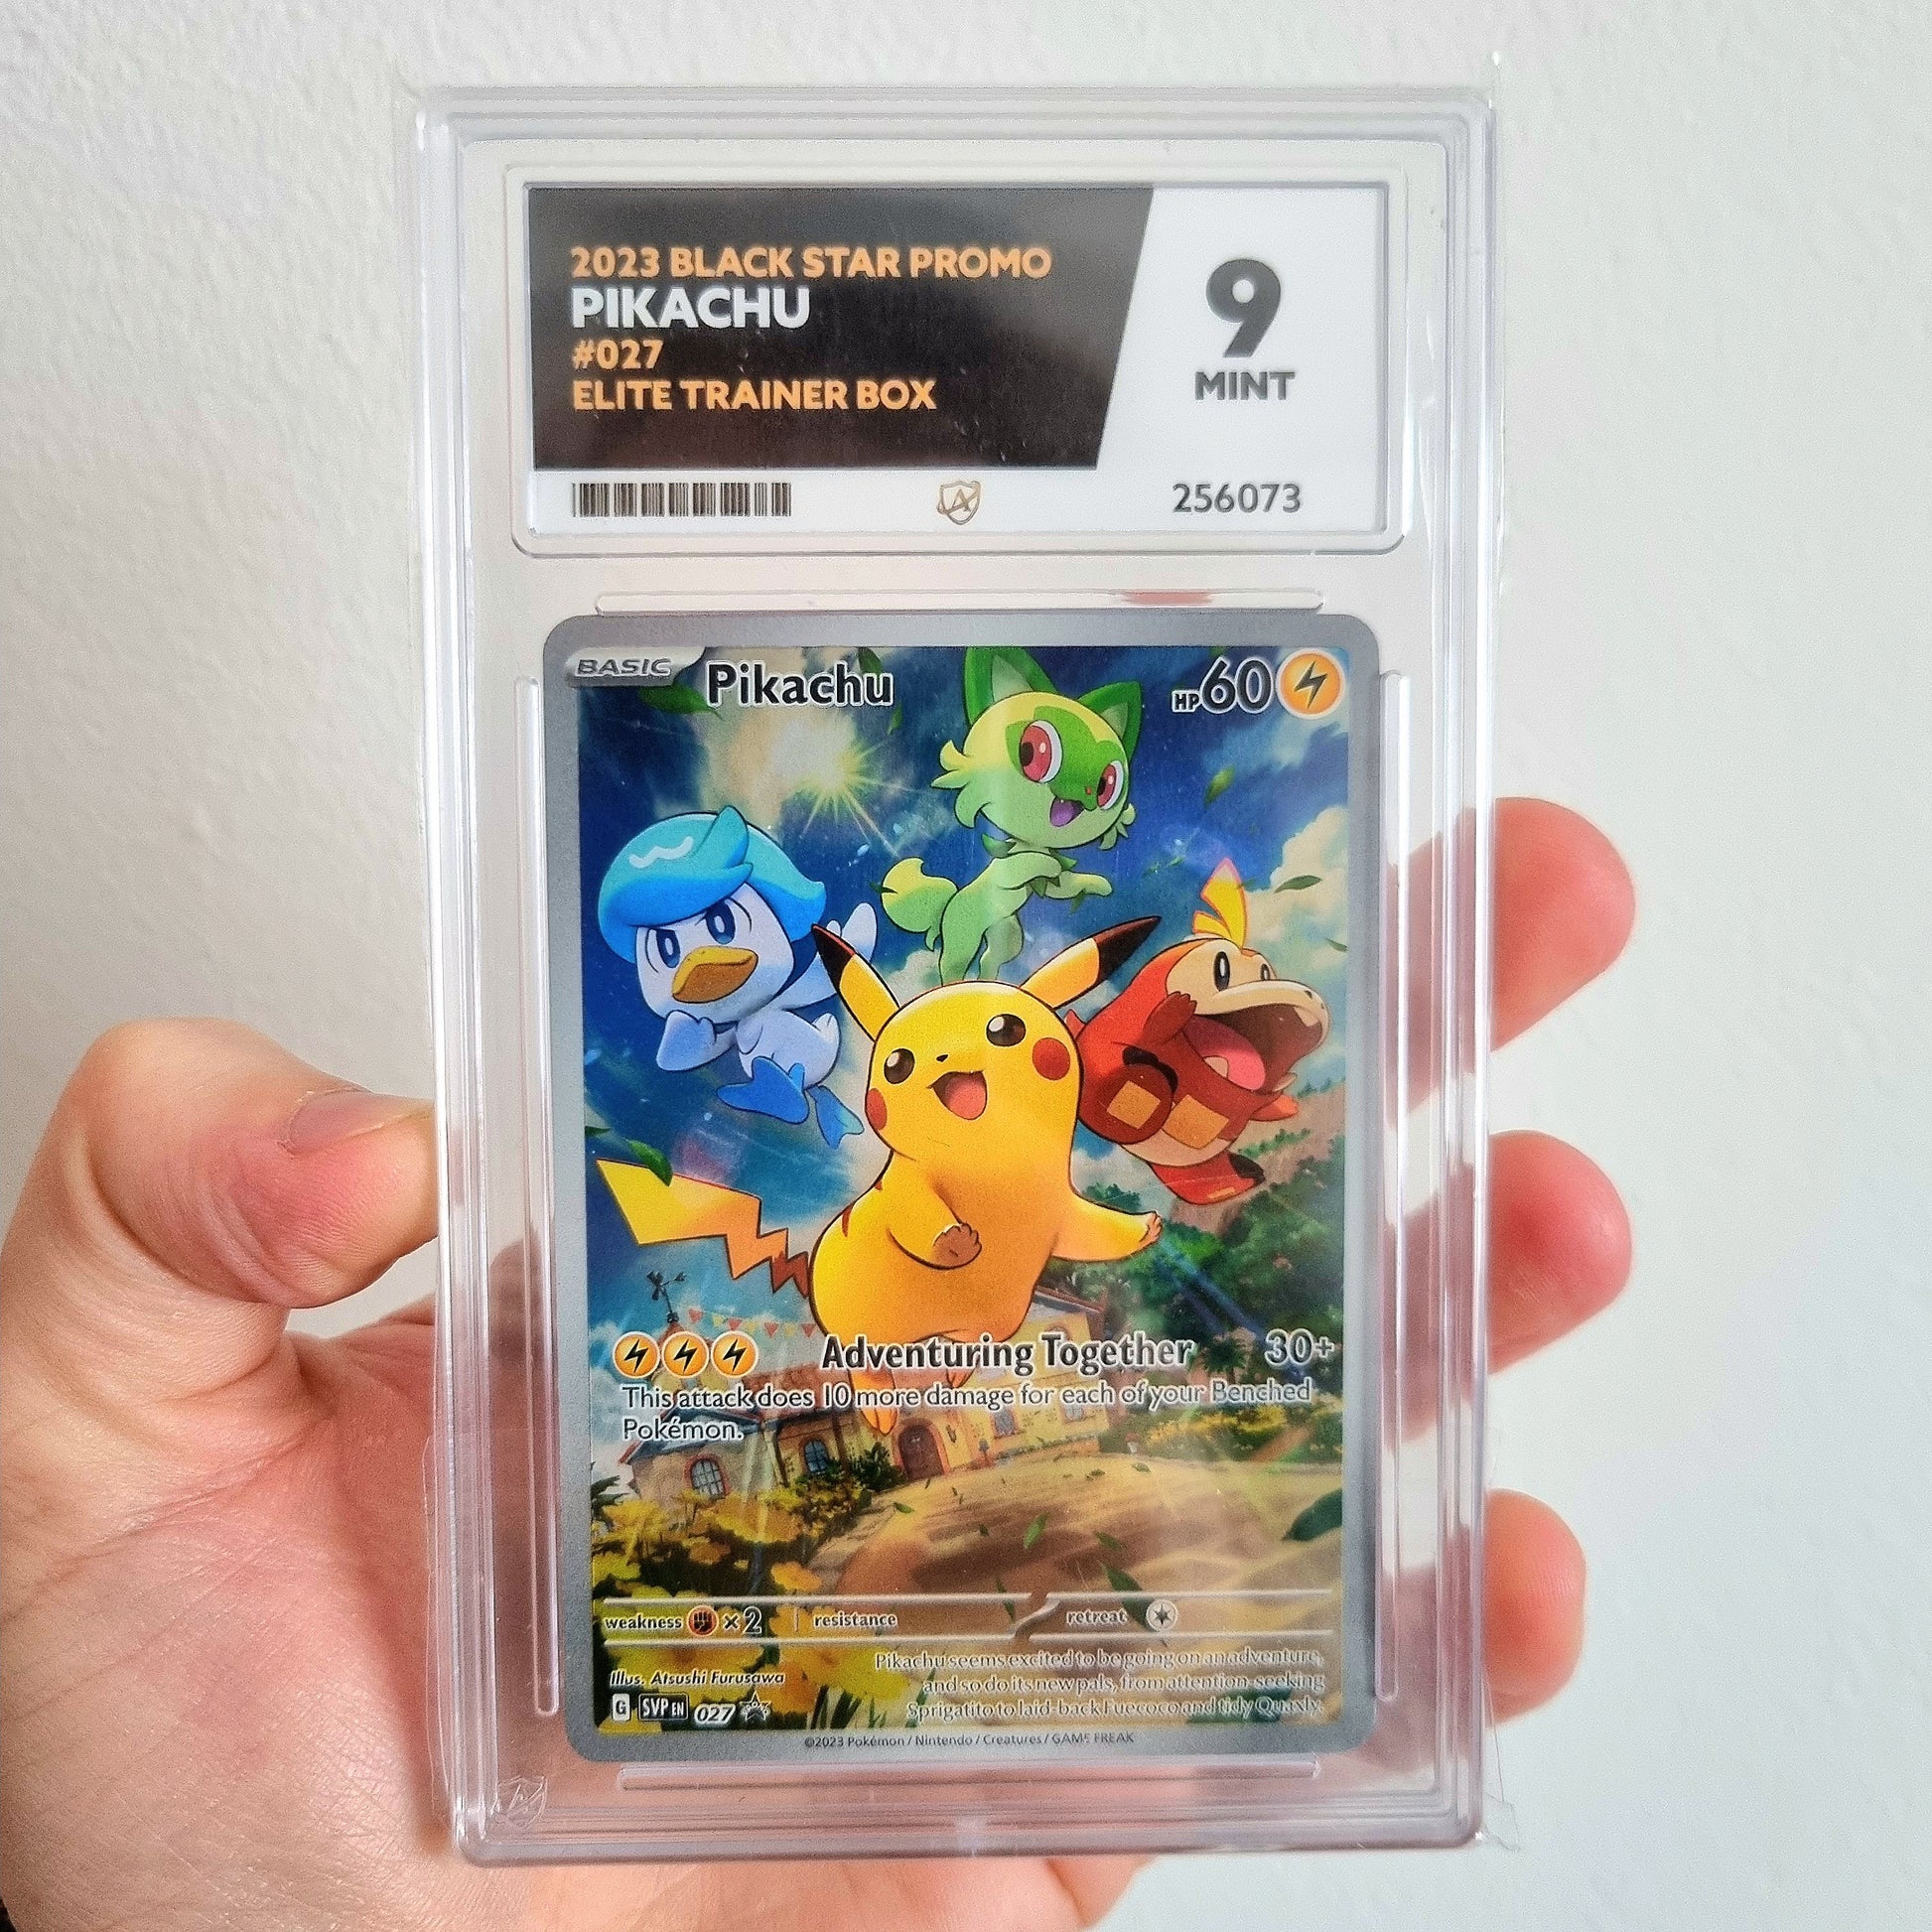 2023 BLACK STAR PROMO
PIKACHU
#027
ELITE TRAINER BOX
9
MINT
256073
BASIC Pikachu HP 60
Adventuring Together 30+
This attack does 10 more damage for each of your Benched
Pokémon.
weakness ×2 resistance retreat
Illus. Atsushi Furusawa
G SVP EN 027
Pikachu seems excited to be going on an adventure,
and so do its new pals, from attention-seeking
Sprigatito to laid-back Fuecoco and tidy Quaxly.
©2023 Pokémon / Nintendo / Creatures / GAME FREAK